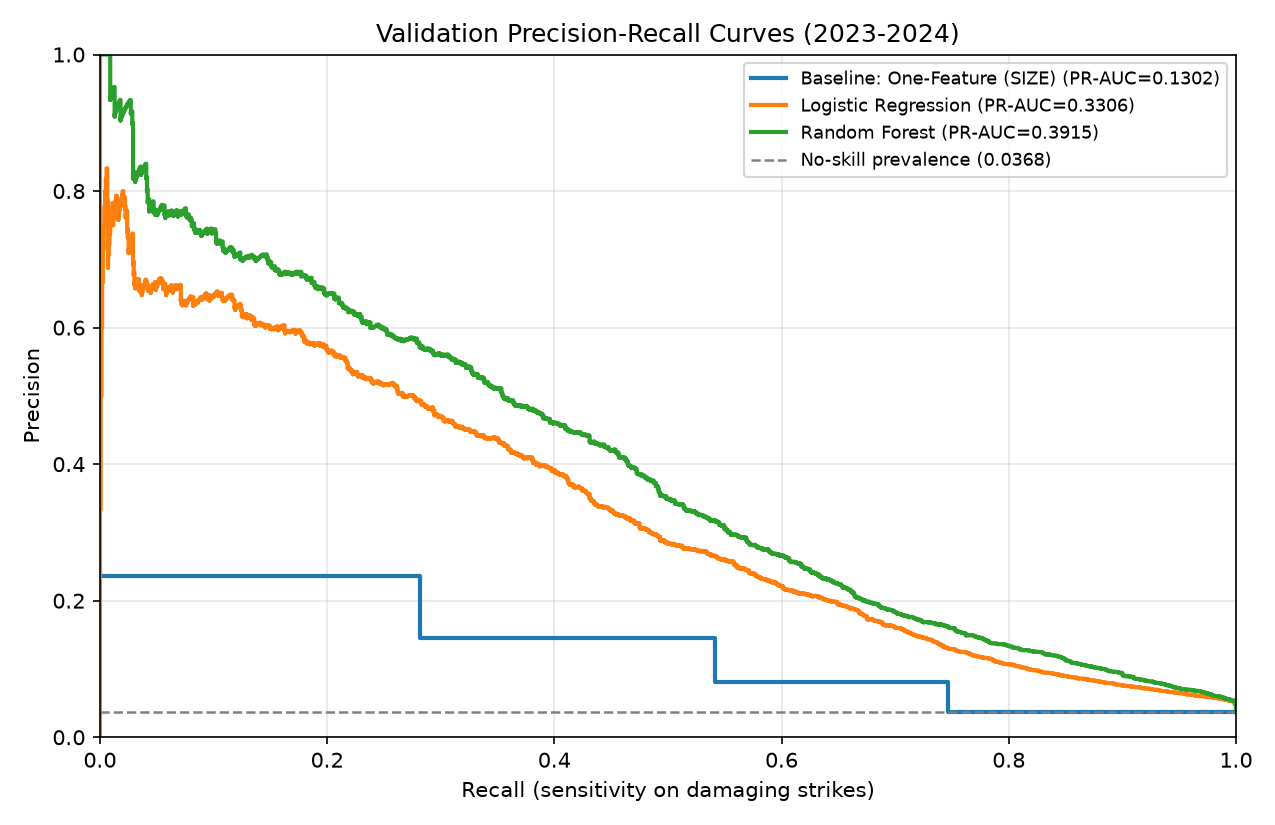 Validation Precision-Recall Curves (2023-2024)
Baseline: One-Feature (SIZE) (PR-AUC=0.1302)
Logistic Regression (PR-AUC=0.3306)
Random Forest (PR-AUC=0.3915)
No-skill prevalence (0.0368)
Precision
1.0
0.8
0.6
0.4
0.2
0.0
0.0 0.2 0.4 0.6 0.8 1.0
Recall (sensitivity on damaging strikes)